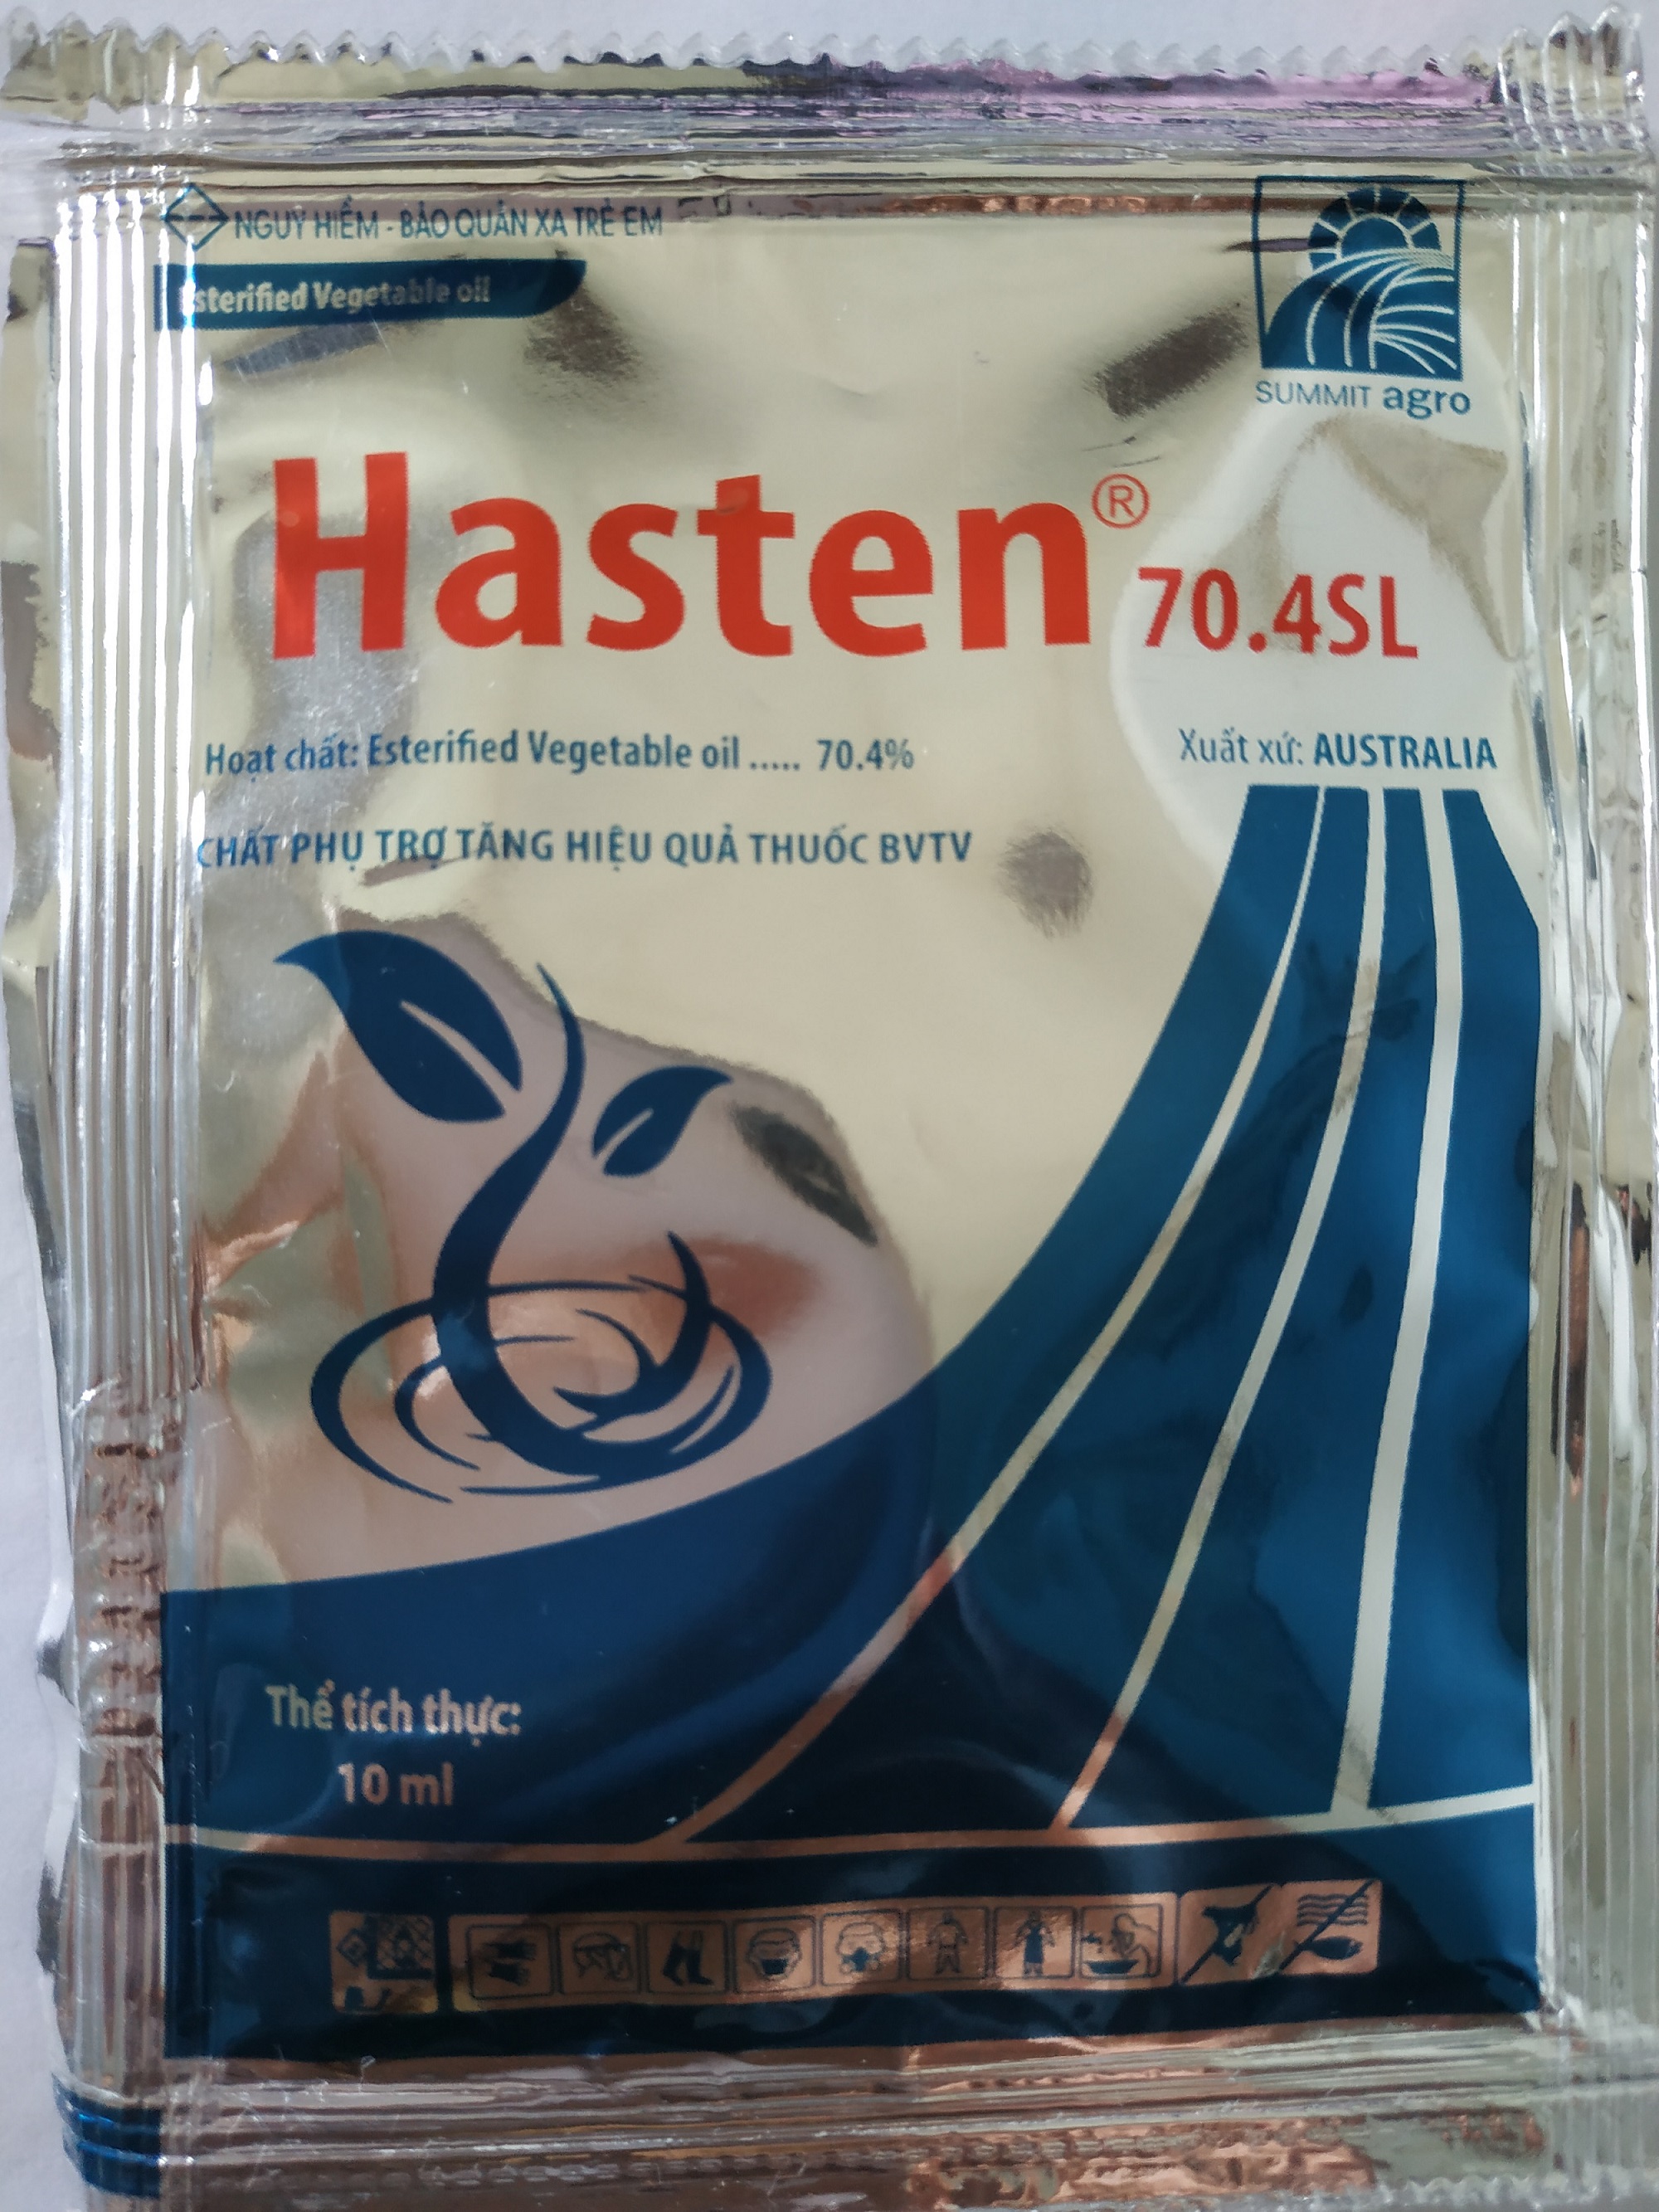 NGUY HIỂM - BẢO QUẢN XA TRẺ EM
Esterified Vegetable oil
SUMMIT agro
Hasten®
70.4SL
Hoạt chất: Esterified Vegetable oil ..... 70.4%
Xuất xứ: AUSTRALIA
CHẤT PHỤ TRỢ TĂNG HIỆU QUẢ THUỐC BVTV
Thể tích thực:
10 ml